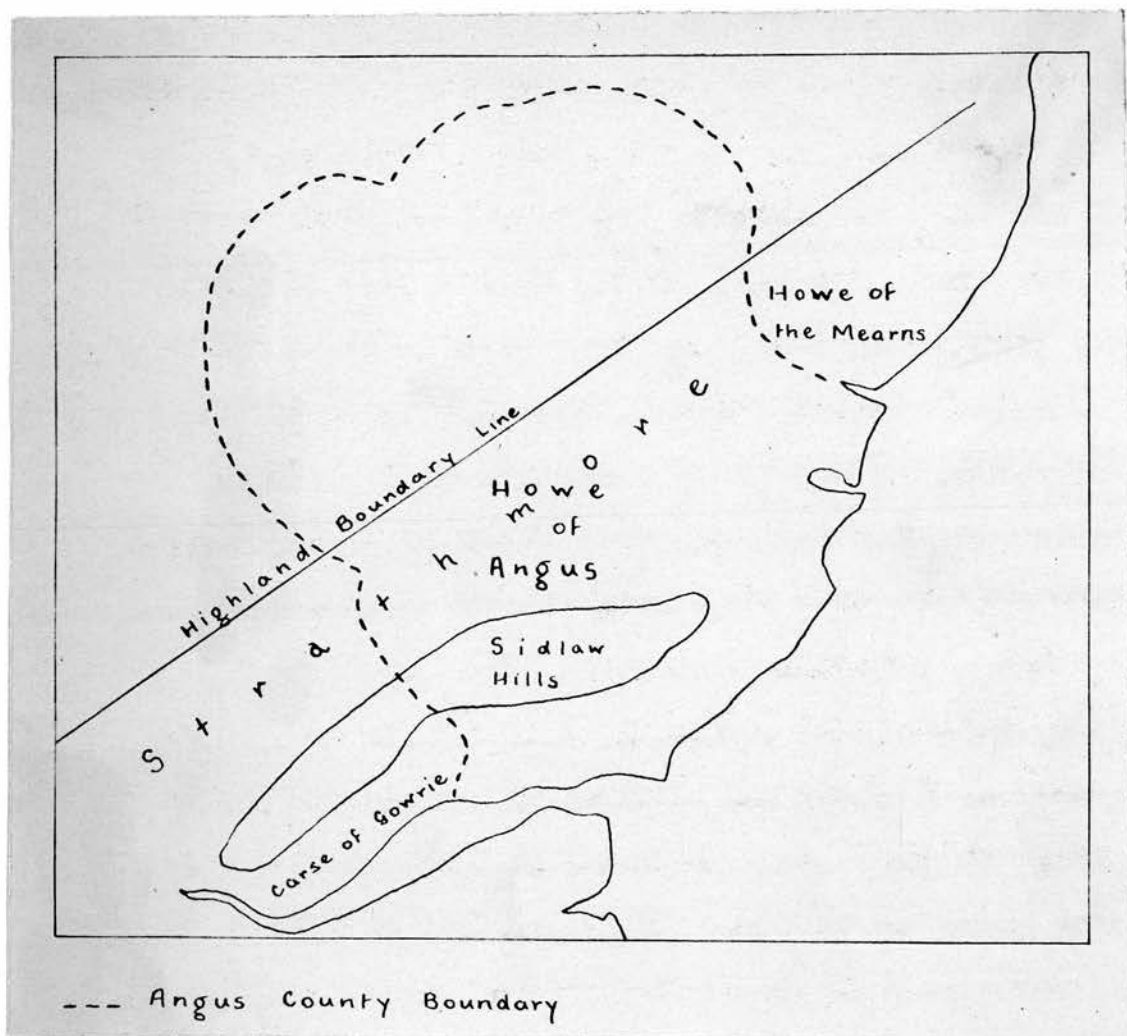 Howe of
the Mearns
Highland Boundary Line
Strathmore
Howe
of
Angus
Sidlaw
Hills
Carse of Gowrie
--- Angus County Boundary